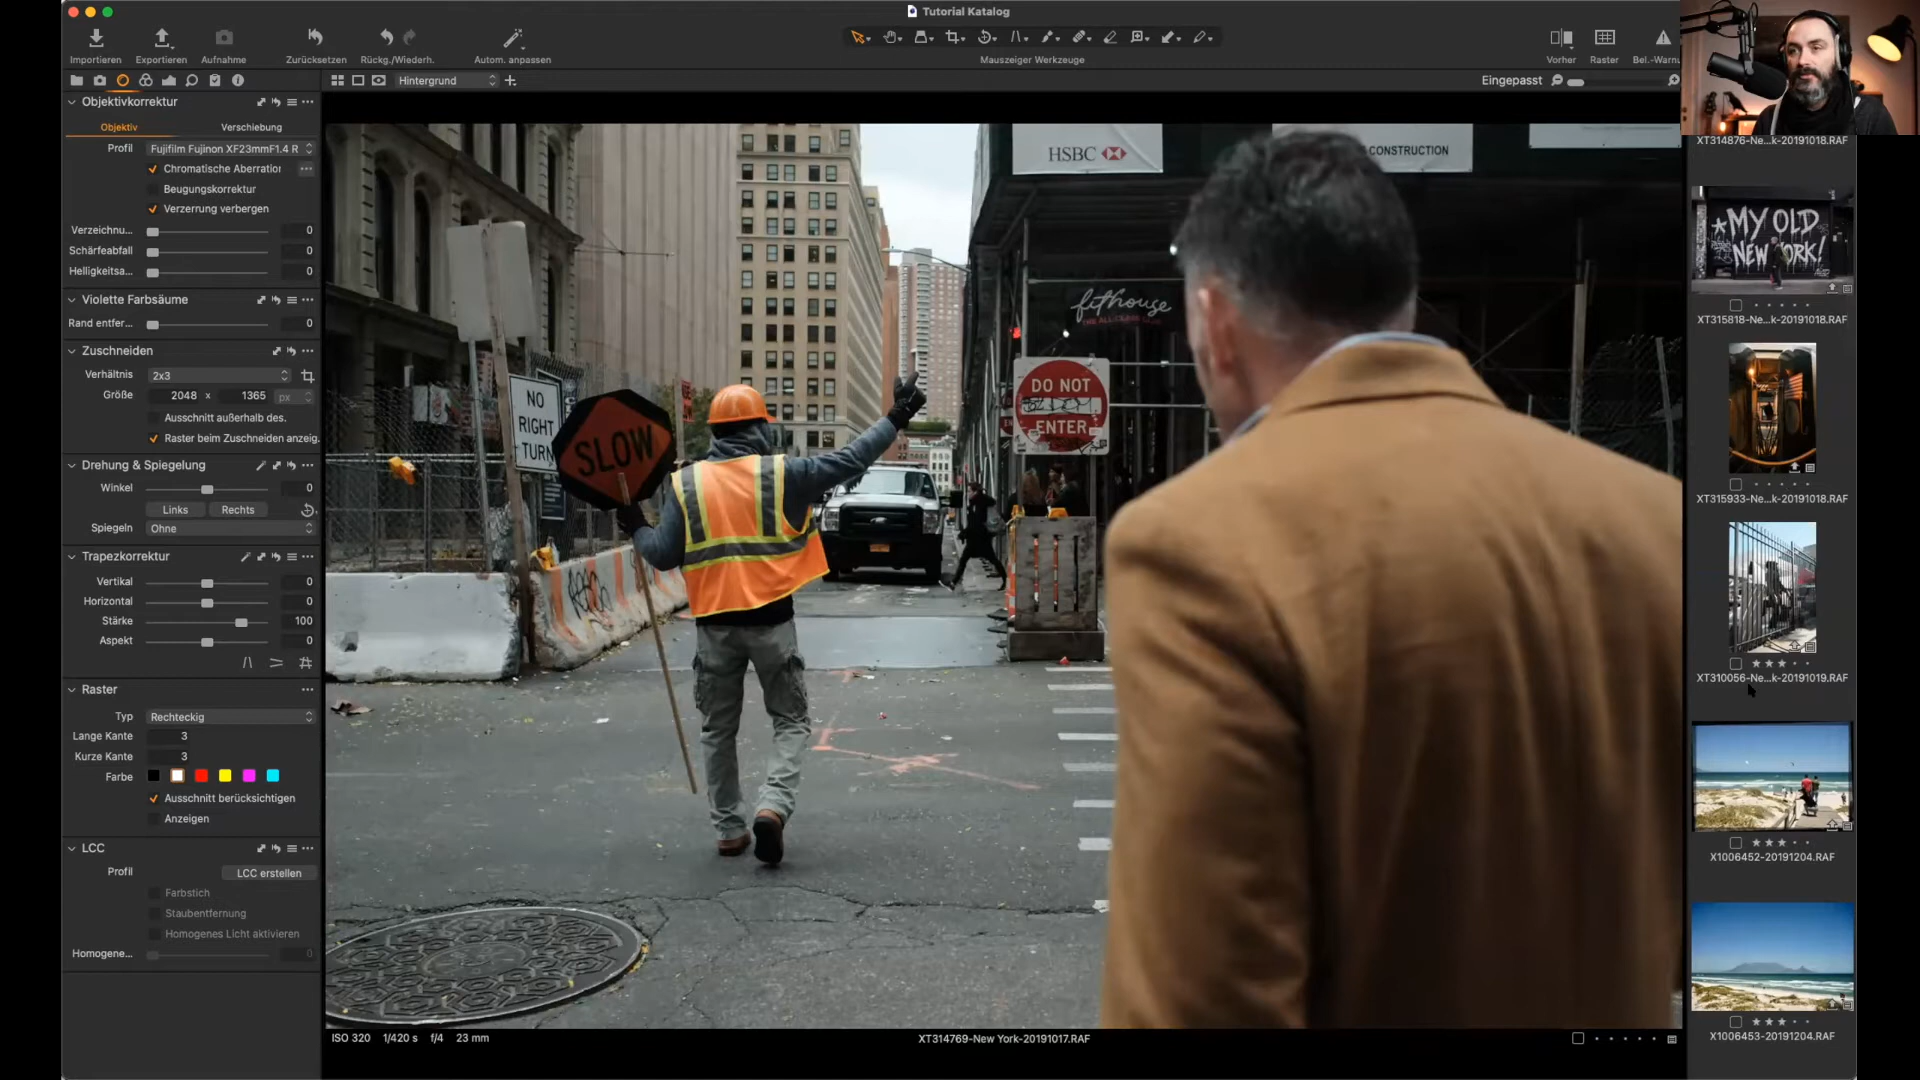 Tutorial Katalog
Importieren
Exportieren
Aufnahme
Zurücksetzen
Rückg./Wiederh.
Autom. anpassen
Mauszeiger Werkzeuge
Vorher
Raster
Bel.-Warnu
Hintergrund
Eingepasst
Objektivkorrektur
Objektiv
Verschiebung
Profil
Fujifilm Fujinon XF23mmF1.4 R
Chromatische Aberration
Beugungskorrektur
Verzerrung verbergen
Verzeichnu... 0
Schärfeabfall 0
Helligkeitsa... 0
Violette Farbsäume
Rand entfer... 0
Zuschneiden
Verhältnis 2x3
Größe 2048 x 1365 px
Ausschnitt außerhalb des.
Raster beim Zuschneiden anzeig.
Drehung & Spiegelung
Winkel 0
Links Rechts
Spiegeln Ohne
Trapezkorrektur
Vertikal 0
Horizontal 0
Stärke 100
Aspekt 0
Raster
Typ Rechteckig
Lange Kante 3
Kurze Kante 3
Farbe
Ausschnitt berücksichtigen
Anzeigen
LCC
Profil LCC erstellen
Farbstich
Staubentfernung
Homogenes Licht aktivieren
Homogene... 0
HSBC
CONSTRUCTION
fithouse
NO
RIGHT
TURN
SLOW
DO NOT
ENTER
ISO 320 1/420 s f/4 23 mm
XT314769-New York-20191017.RAF
XT314876-Ne...k-20191018.RAF
*MY OLD
NEW YORK!
XT315818-Ne...k-20191018.RAF
XT315933-Ne...k-20191018.RAF
XT310056-Ne...k-20191019.RAF
X1006452-20191204.RAF
X1006453-20191204.RAF